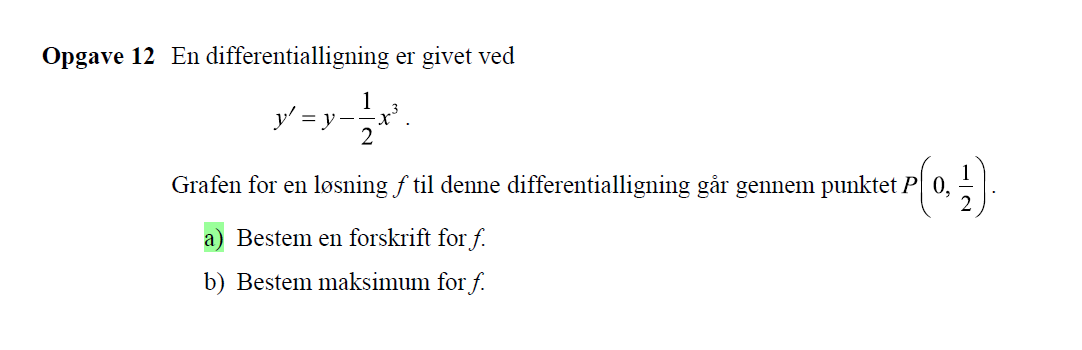 Opgave 12 En differentialligning er givet ved
y′ = y − 1/2 x³ .
Grafen for en løsning f til denne differentialligning går gennem punktet P(0, 1/2).
a) Bestem en forskrift for f.
b) Bestem maksimum for f.